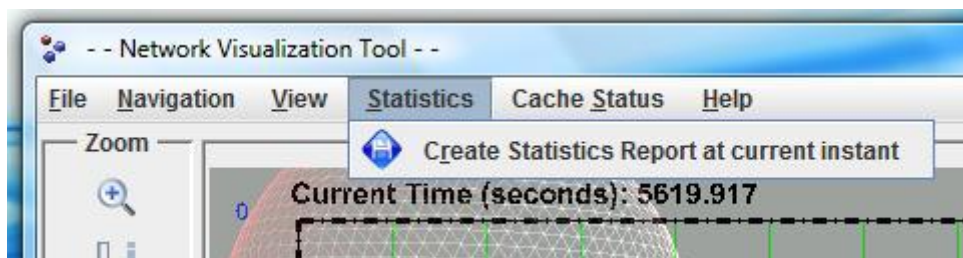 - - Network Visualization Tool - -
File Navigation View Statistics Cache Status Help
Zoom
Create Statistics Report at current instant
Current Time (seconds): 5619.917
0